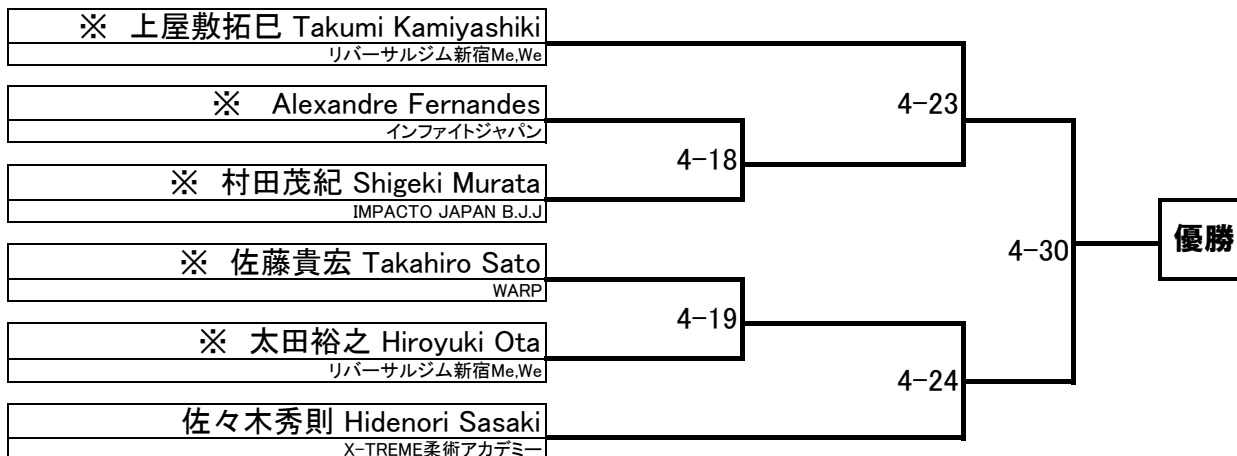 ※ 上屋敷拓巳 Takumi Kamiyashiki
リバーサルジム新宿Me,We
※ Alexandre Fernandes
インファイトジャパン
4-23
4-18
※ 村田茂紀 Shigeki Murata
IMPACTO JAPAN B.J.J
優勝
4-30
※ 佐藤貴宏 Takahiro Sato
WARP
4-19
※ 太田裕之 Hiroyuki Ota
リバーサルジム新宿Me,We
4-24
佐々木秀則 Hidenori Sasaki
X-TREME柔術アカデミー